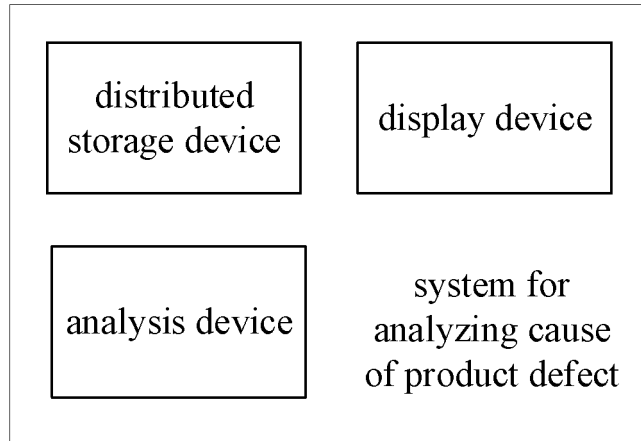 distributed
storage device
display device
analysis device
system for
analyzing cause
of product defect